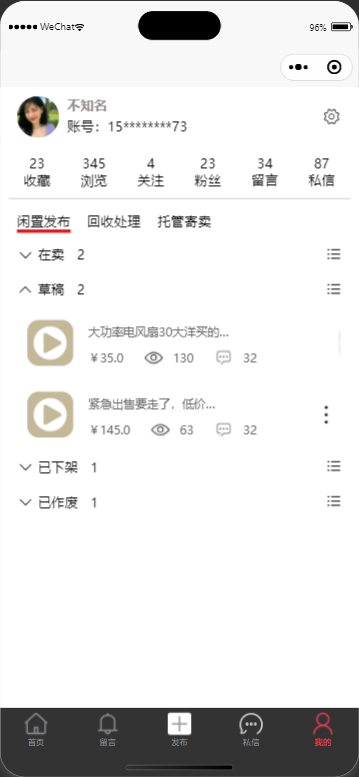 WeChat 96%
不知名
账号：15********73
23 345 4 23 34 87
收藏 浏览 关注 粉丝 留言 私信
闲置发布 回收处理 托管寄卖
在卖 2
草稿 2
大功率电风扇30大洋买的...
￥35.0 130 32
紧急出售要走了，低价...
￥145.0 63 32
已下架 1
已作废 1
首页 留言 发布 私信 我的